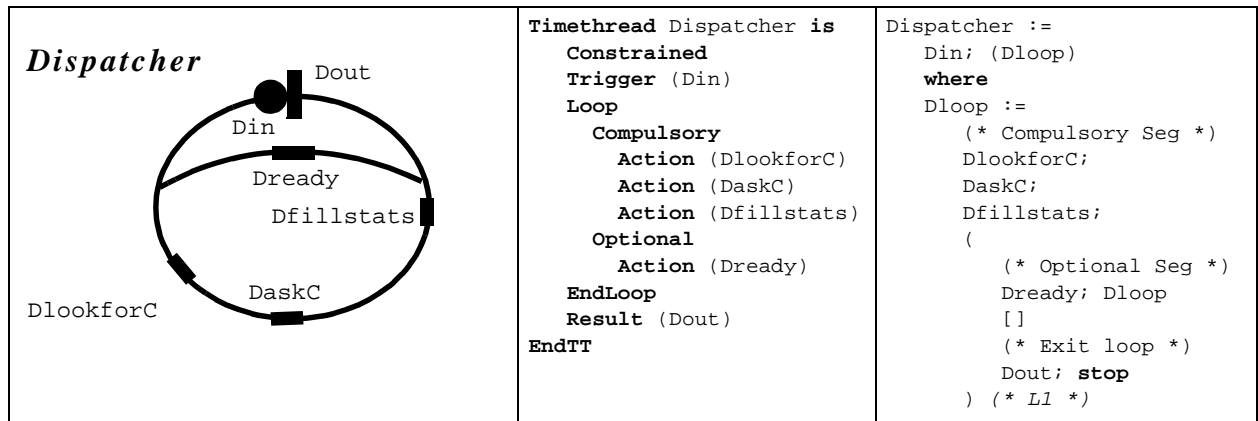 Dispatcher
Dout
Din
Dready
Dfillstats
DaskC
DlookforC
Timethread Dispatcher is
Constrained
Trigger (Din)
Loop
Compulsory
Action (DlookforC)
Action (DaskC)
Action (Dfillstats)
Optional
Action (Dready)
EndLoop
Result (Dout)
EndTT
Dispatcher :=
Din; (Dloop)
where
Dloop :=
(* Compulsory Seg *)
DlookforC;
DaskC;
Dfillstats;
(
(* Optional Seg *)
Dready; Dloop
[]
(* Exit loop *)
Dout; stop
) (* L1 *)